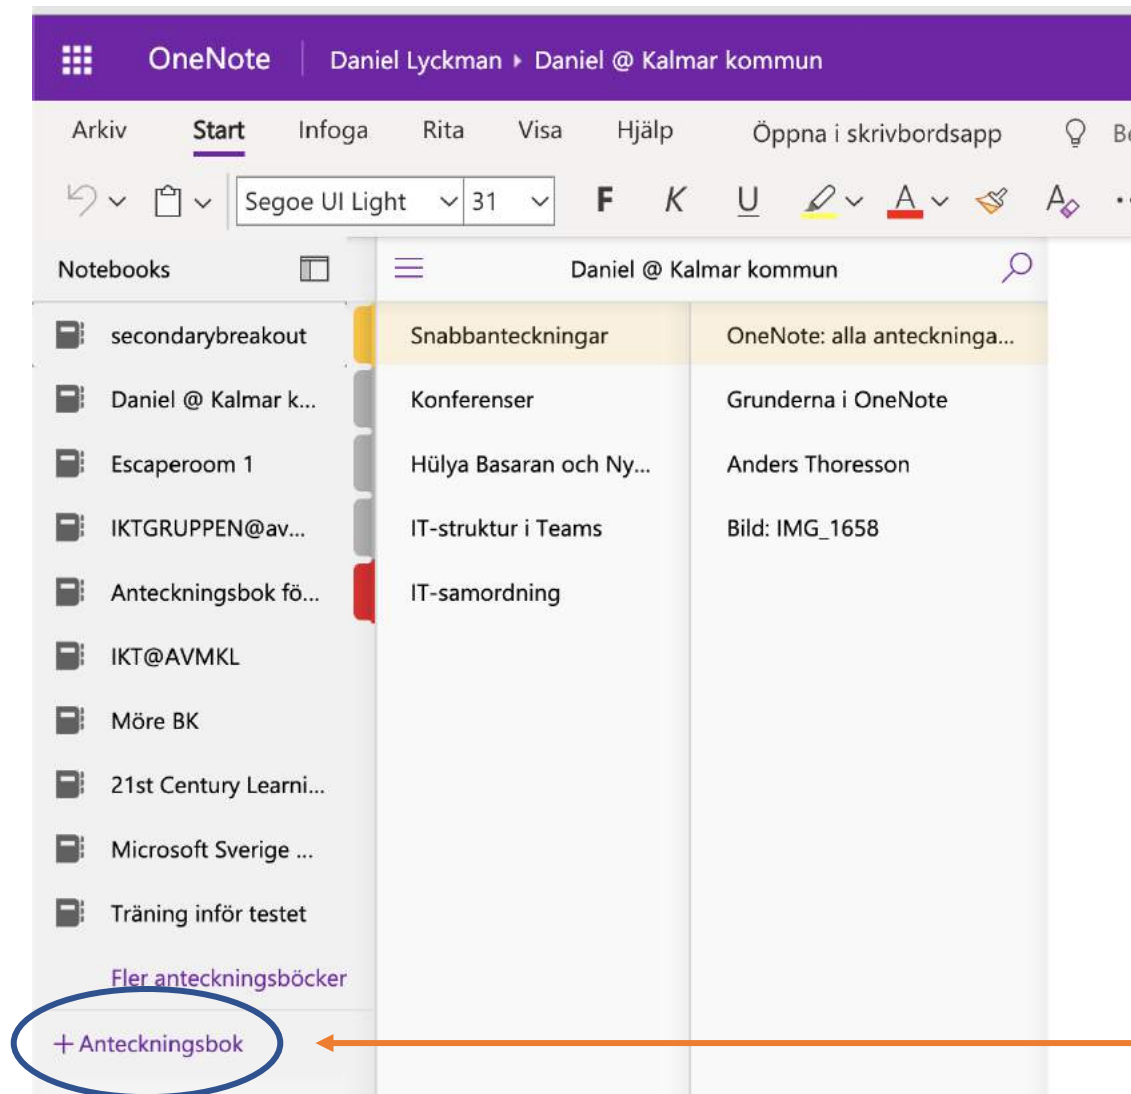 OneNote Daniel Lyckman ▸ Daniel @ Kalmar kommun
Arkiv Start Infoga Rita Visa Hjälp Öppna i skrivbordsapp
Segoe UI Light 31 F K U A A
Notebooks
secondarybreakout
Daniel @ Kalmar k...
Escaperoom 1
IKTGRUPPEN@av...
Anteckningsbok fö...
IKT@AVMKL
Möre BK
21st Century Learni...
Microsoft Sverige ...
Träning inför testet
Fler anteckningsböcker
+ Anteckningsbok
Daniel @ Kalmar kommun
Snabbanteckningar
Konferenser
Hülya Basaran och Ny...
IT-struktur i Teams
IT-samordning
OneNote: alla anteckninga...
Grunderna i OneNote
Anders Thoresson
Bild: IMG_1658